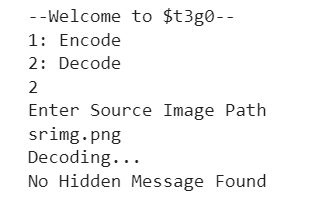 --Welcome to $t3g0--
1: Encode
2: Decode
2
Enter Source Image Path
srimg.png
Decoding...
No Hidden Message Found